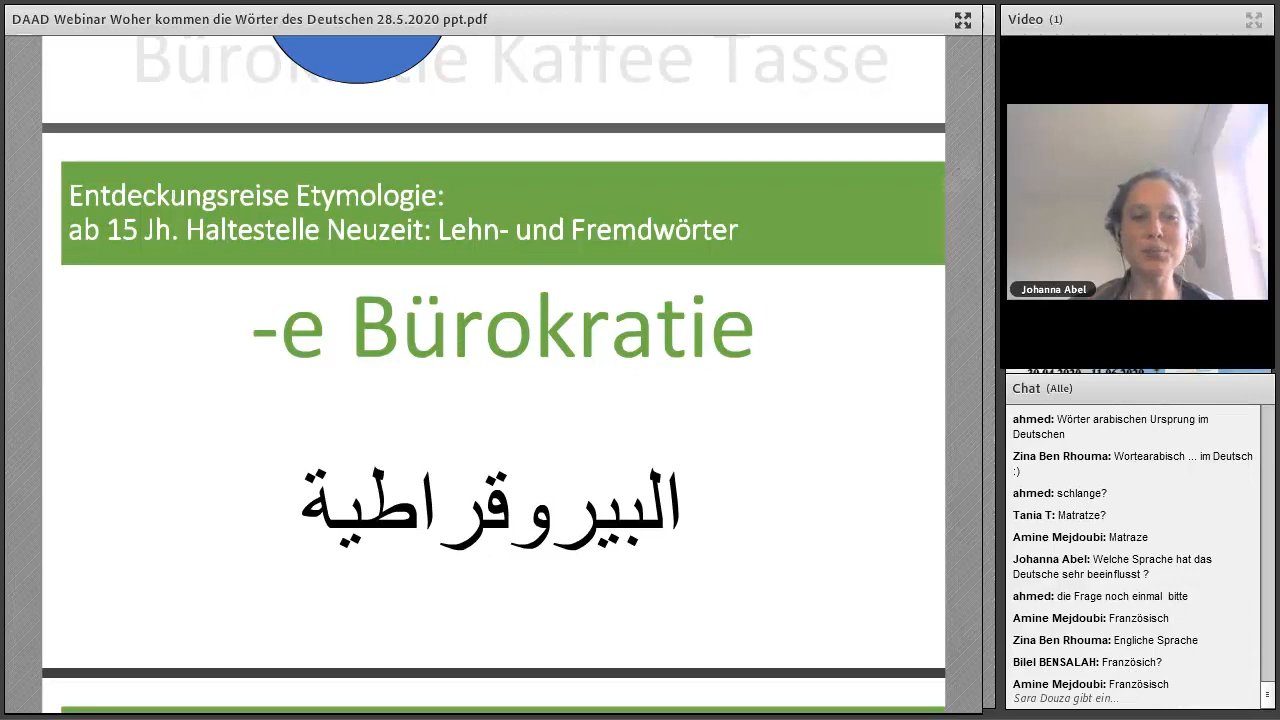 DAAD Webinar Woher kommen die Wörter des Deutschen 28.5.2020 ppt.pdf
Bürokratie Kaffee Tasse
Entdeckungsreise Etymologie:
ab 15 Jh. Haltestelle Neuzeit: Lehn- und Fremdwörter
-e Bürokratie
البيروقراطية
Video (1)
Johanna Abel
Chat (Alle)
ahmed: Wörter arabischen Ursprung im
Deutschen
Zina Ben Rhouma: Wortearabisch ... im Deutsch
:)
ahmed: schlange?
Tania T: Matratze?
Amine Mejdoubi: Matraze
Johanna Abel: Welche Sprache hat das
Deutsche sehr beeinflusst ?
ahmed: die Frage noch einmal bitte
Amine Mejdoubi: Französisch
Zina Ben Rhouma: Engliche Sprache
Bilel BENSALAH: Französich?
Amine Mejdoubi: Französisch
Sara Douza gibt ein...